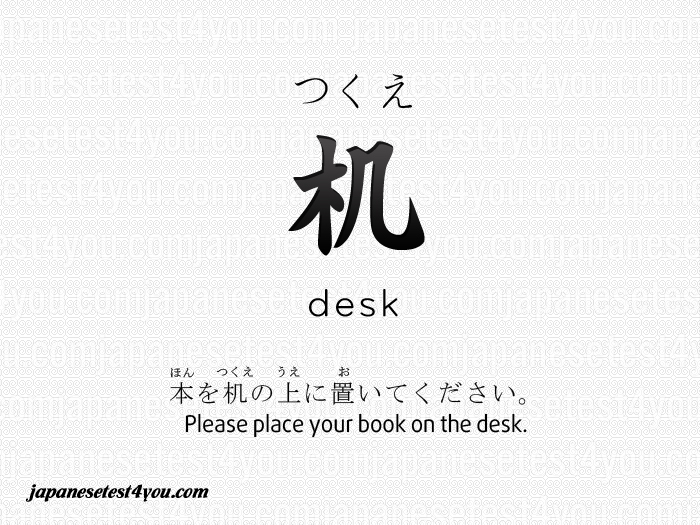 つくえ
机
desk
ほん つくえ うえ お
本を机の上に置いてください。
Please place your book on the desk.
japanesetest4you.com